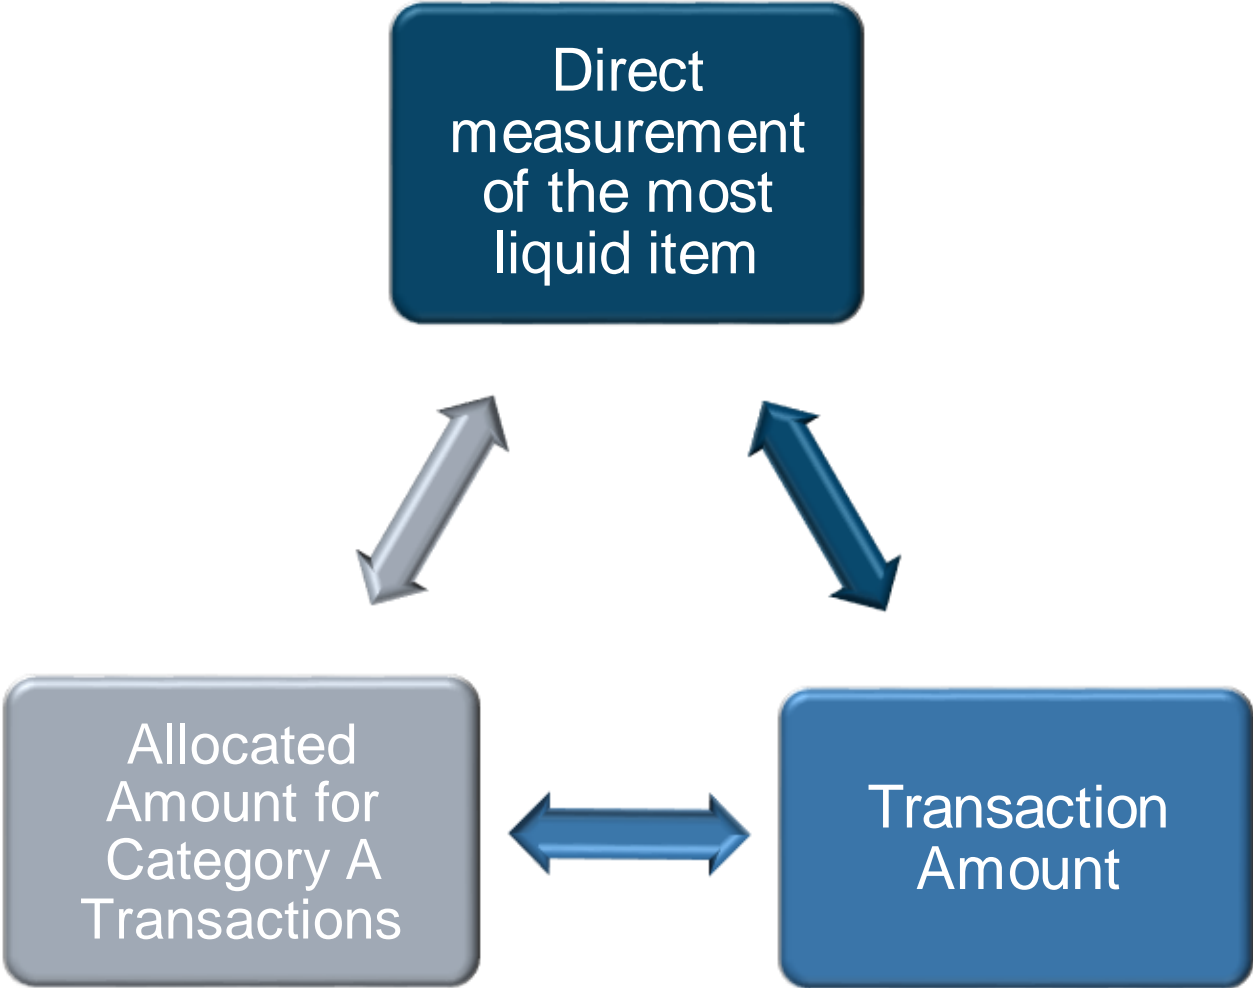 Direct
measurement
of the most
liquid item
Allocated
Amount for
Category A
Transactions
Transaction
Amount